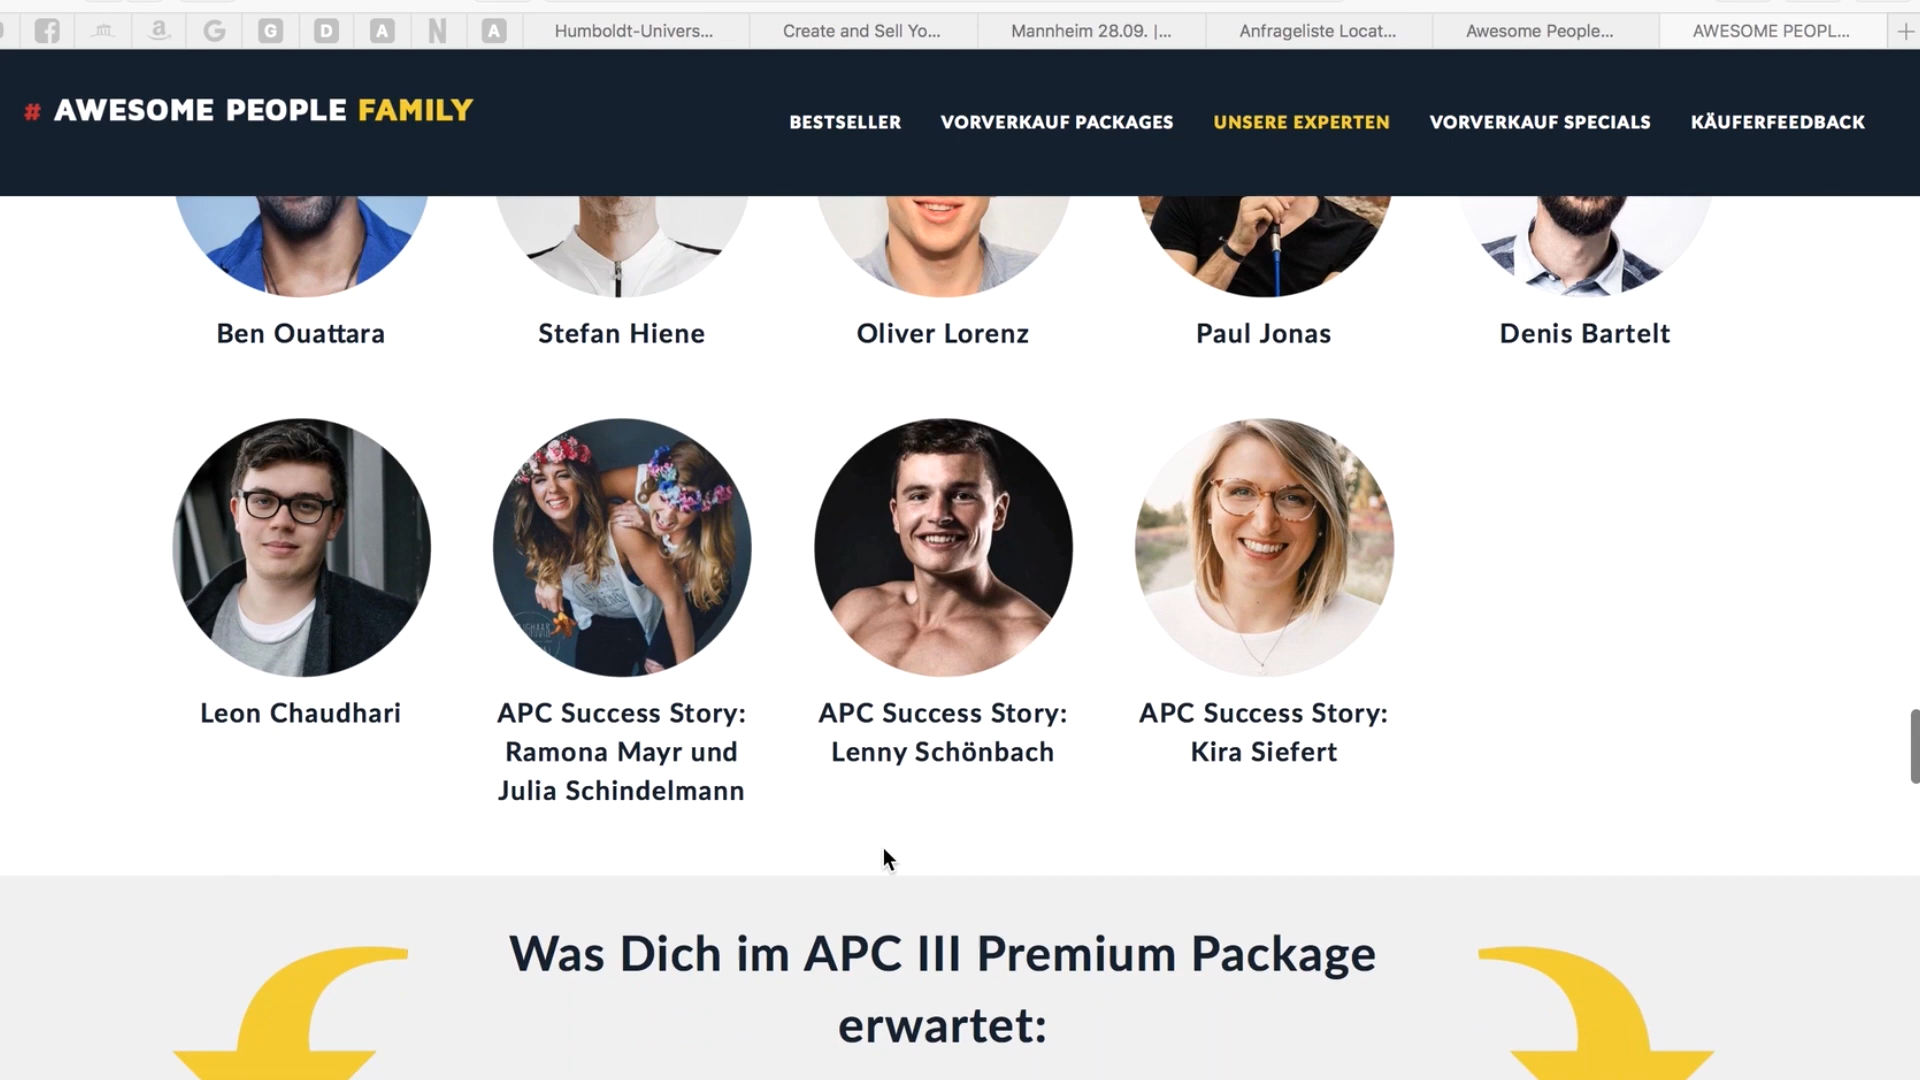 G D A N A Humboldt-Univers... Create and Sell Yo... Mannheim 28.09. |... Anfrageliste Locat... Awesome People... AWESOME PEOPL... +
# AWESOME PEOPLE FAMILY
BESTSELLER VORVERKAUF PACKAGES UNSERE EXPERTEN VORVERKAUF SPECIALS KÄUFERFEEDBACK
Ben Ouattara
Stefan Hiene
Oliver Lorenz
Paul Jonas
Denis Bartelt
Leon Chaudhari
APC Success Story:
Ramona Mayr und
Julia Schindelmann
APC Success Story:
Lenny Schönbach
APC Success Story:
Kira Siefert
Was Dich im APC III Premium Package
erwartet: